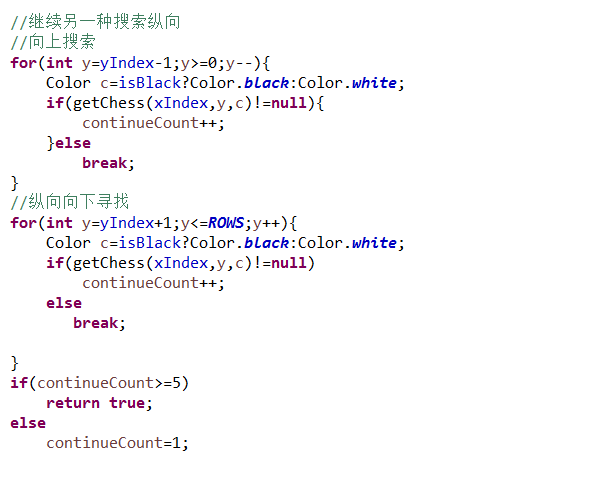 //继续另一种搜索纵向
//向上搜索
for(int y=yIndex-1;y>=0;y--){
    Color c=isBlack?Color.black:Color.white;
    if(getChess(xIndex,y,c)!=null){
        continueCount++;
    }else
        break;
}
//纵向向下寻找
for(int y=yIndex+1;y<=ROWS;y++){
    Color c=isBlack?Color.black:Color.white;
    if(getChess(xIndex,y,c)!=null)
        continueCount++;
    else
       break;

}
if(continueCount>=5)
    return true;
else
    continueCount=1;